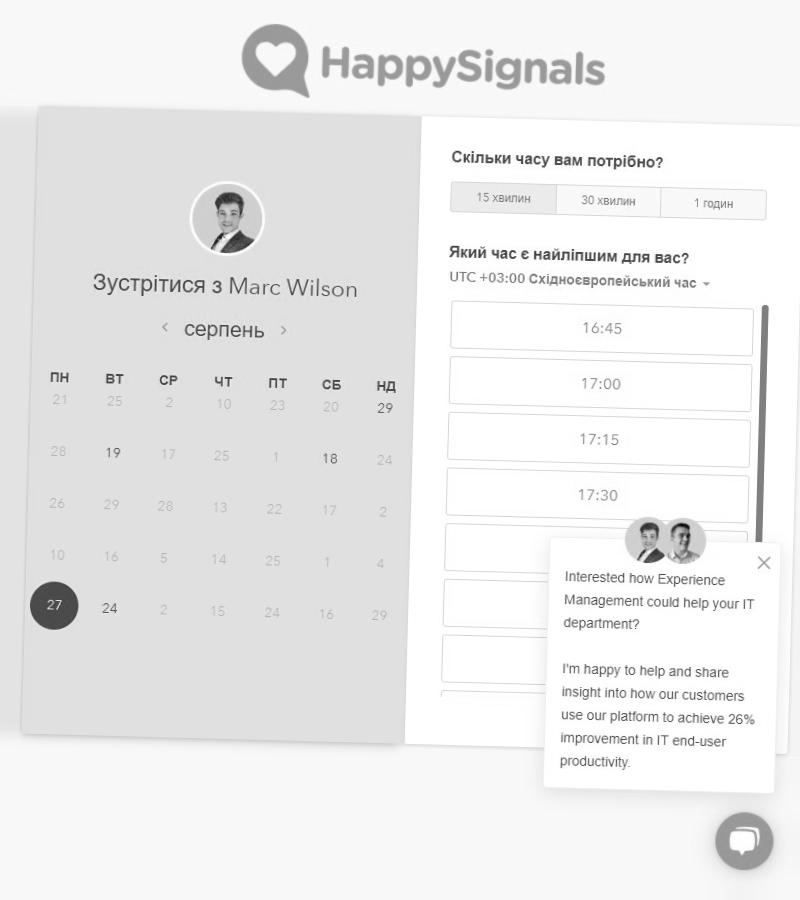 HappySignals
Зустрітися з Marc Wilson
серпень
ПН ВТ СР ЧТ ПТ СБ НД
21 25 2 10 23 20 29
28 19 17 25 1 18 24
26 29 28 13 22 17 2
10 16 5 14 25 1 4
27 24 2 15 24 16 29
Скільки часу вам потрібно?
15 хвилин 30 хвилин 1 годин
Який час є найліпшим для вас?
UTC +03:00 Східноєвропейський час
16:45
17:00
17:15
17:30
Interested how Experience
Management could help your IT
department?
I'm happy to help and share
insight into how our customers
use our platform to achieve 26%
improvement in IT end-user
productivity.